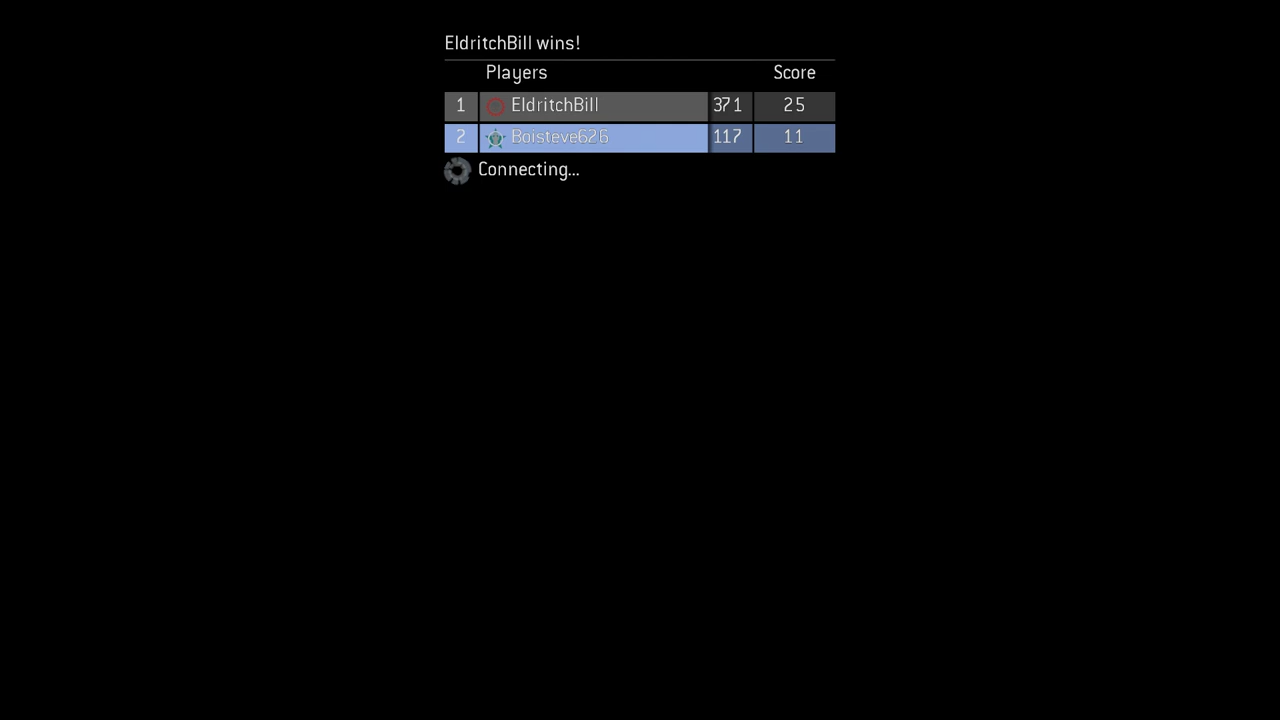 EldritchBill wins!
Players Score
1 EldritchBill 371 25
2 Boisteve626 117 11
Connecting...